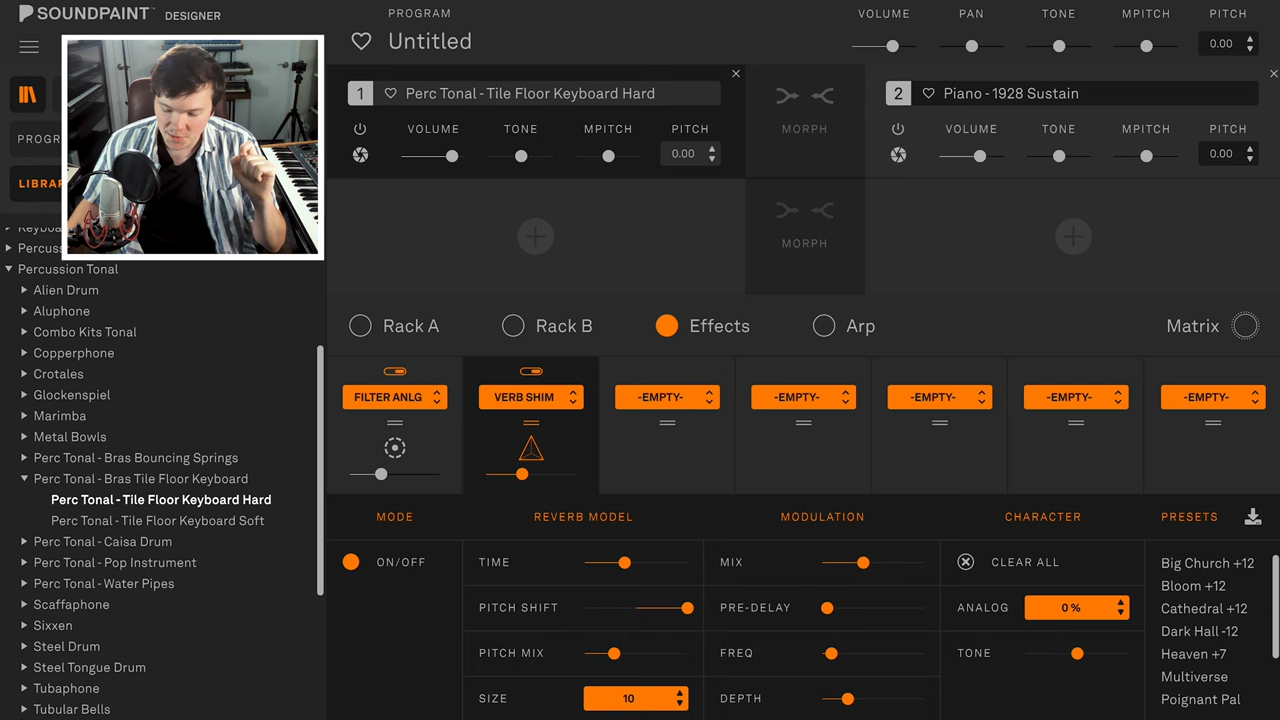 SOUNDPAINT™ DESIGNER
PROGRAM
VOLUME PAN TONE MPITCH PITCH
Untitled
0.00
1 Perc Tonal - Tile Floor Keyboard Hard
MORPH
2 Piano - 1928 Sustain
VOLUME TONE MPITCH PITCH
0.00
VOLUME TONE MPITCH PITCH
0.00
MORPH
Percussion Tonal
Alien Drum
Aluphone
Combo Kits Tonal
Copperphone
Crotales
Glockenspiel
Marimba
Metal Bowls
Perc Tonal - Bras Bouncing Springs
Perc Tonal - Bras Tile Floor Keyboard
Perc Tonal - Tile Floor Keyboard Hard
Perc Tonal - Tile Floor Keyboard Soft
Perc Tonal - Caisa Drum
Perc Tonal - Pop Instrument
Perc Tonal - Water Pipes
Scaffaphone
Sixxen
Steel Drum
Steel Tongue Drum
Tubaphone
Tubular Bells
Rack A Rack B Effects Arp Matrix
FILTER ANLG VERB SHIM -EMPTY- -EMPTY- -EMPTY- -EMPTY- -EMPTY-
MODE REVERB MODEL MODULATION CHARACTER PRESETS
ON/OFF TIME MIX CLEAR ALL Big Church +12
Bloom +12
PITCH SHIFT PRE-DELAY ANALOG 0 % Cathedral +12
Dark Hall -12
PITCH MIX FREQ TONE Heaven +7
Multiverse
SIZE 10 DEPTH Poignant Pal